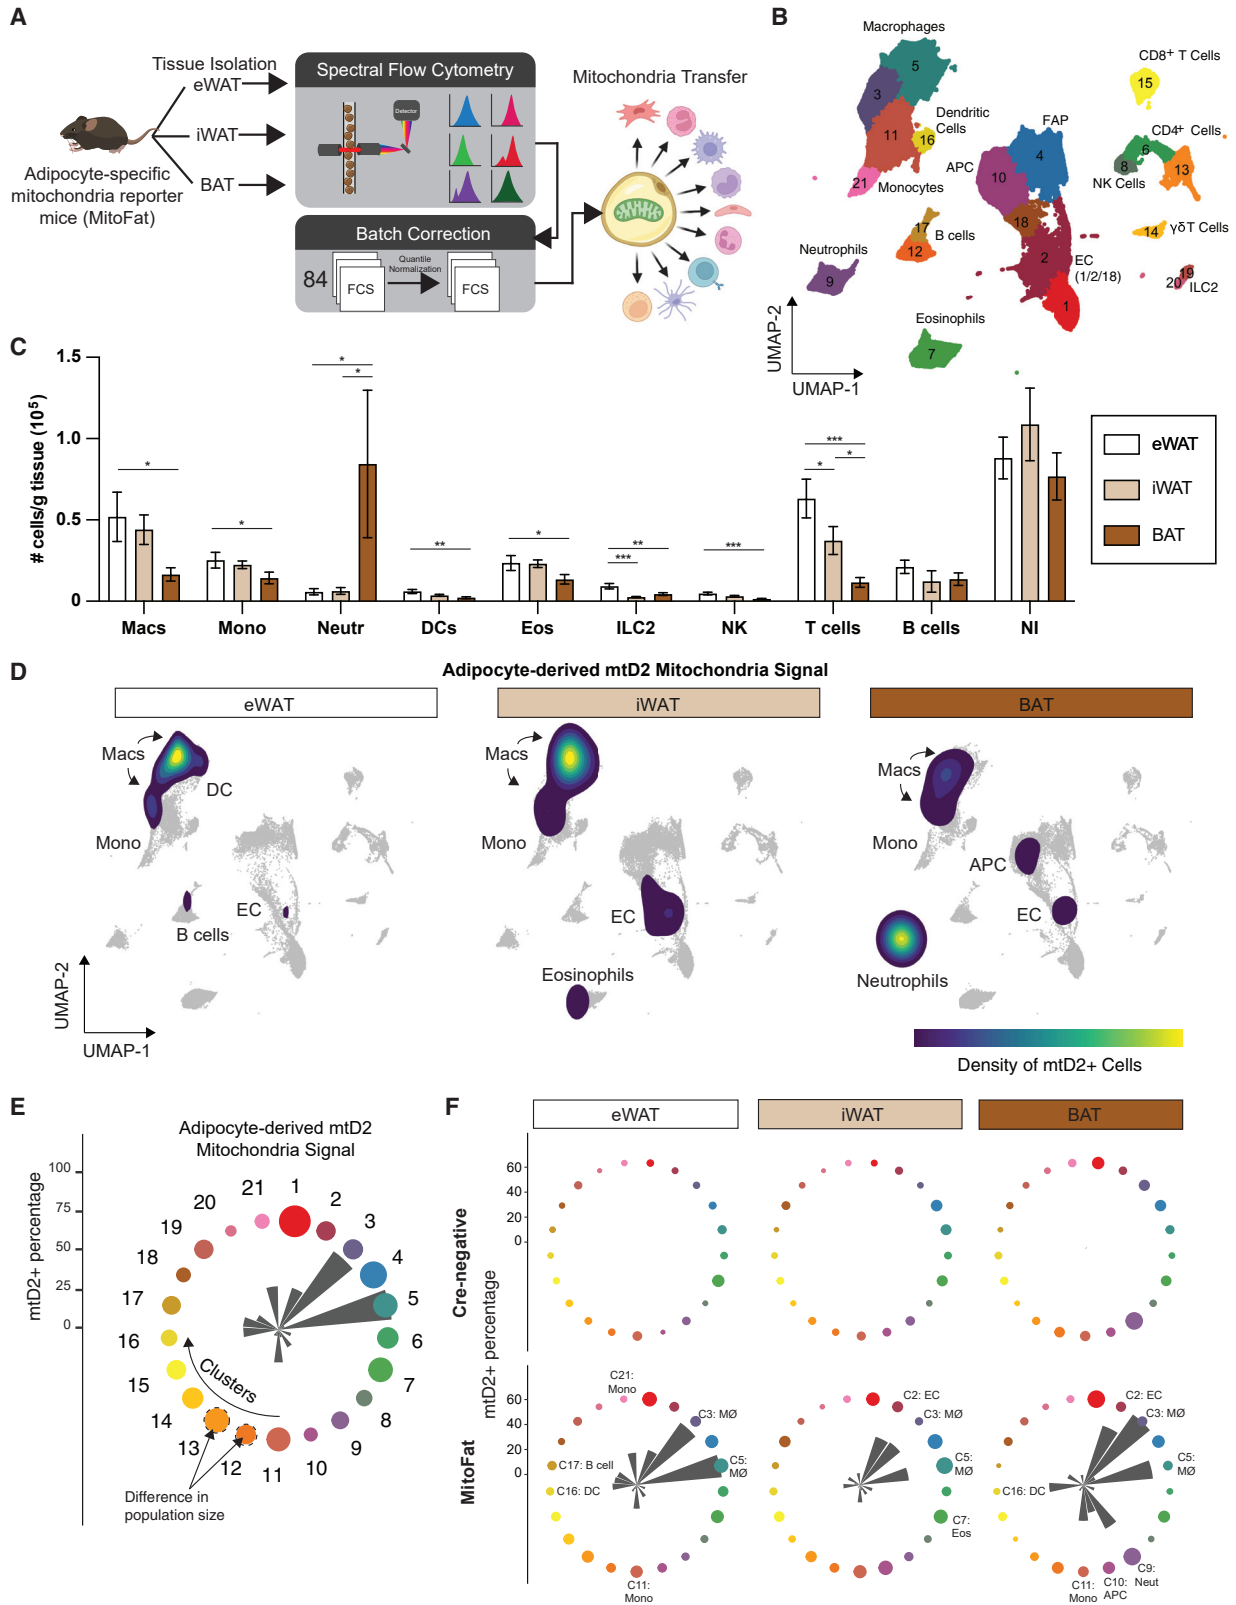 A
Tissue Isolation
eWAT
iWAT
BAT
Adipocyte-specific
mitochondria reporter
mice (MitoFat)
Spectral Flow Cytometry
Detector
Batch Correction
84
FCS
Quantile
Normalization
FCS
Mitochondria Transfer
B
Macrophages
5
3
11
Dendritic
Cells
16
21
Monocytes
FAP
4
APC
10
18
2
EC
(1/2/18)
1
CD8+ T Cells
15
CD4+ Cells
6
8
13
NK Cells
17
B cells
12
14
γδT Cells
Neutrophils
9
19
20
ILC2
Eosinophils
7
UMAP-2
UMAP-1
C
# cells/g tissue (10⁵)
1.5
1.0
0.5
0
*
*
*
*
**
*
**
***
***
***
*
*
Macs
Mono
Neutr
DCs
Eos
ILC2
NK
T cells
B cells
NI
eWAT
iWAT
BAT
D
Adipocyte-derived mtD2 Mitochondria Signal
eWAT
iWAT
BAT
Macs
DC
Mono
B cells
EC
Macs
Mono
EC
Eosinophils
Macs
Mono
APC
EC
Neutrophils
UMAP-2
UMAP-1
Density of mtD2+ Cells
E
Adipocyte-derived mtD2
Mitochondria Signal
mtD2+ percentage
100
75
50
25
0
1
2
3
4
5
6
7
8
9
10
11
12
13
14
15
16
17
18
19
20
21
Clusters
Difference in
population size
F
eWAT
iWAT
BAT
mtD2+ percentage
Cre-negative
60
40
20
0
MitoFat
60
40
20
0
C21:
Mono
C3: MØ
C5:
MØ
C17: B cell
C16: DC
C11:
Mono
C2: EC
C3: MØ
C5:
MØ
C7:
Eos
C2: EC
C3: MØ
C5:
MØ
C16: DC
C9:
Neut
C10:
APC
C11:
Mono